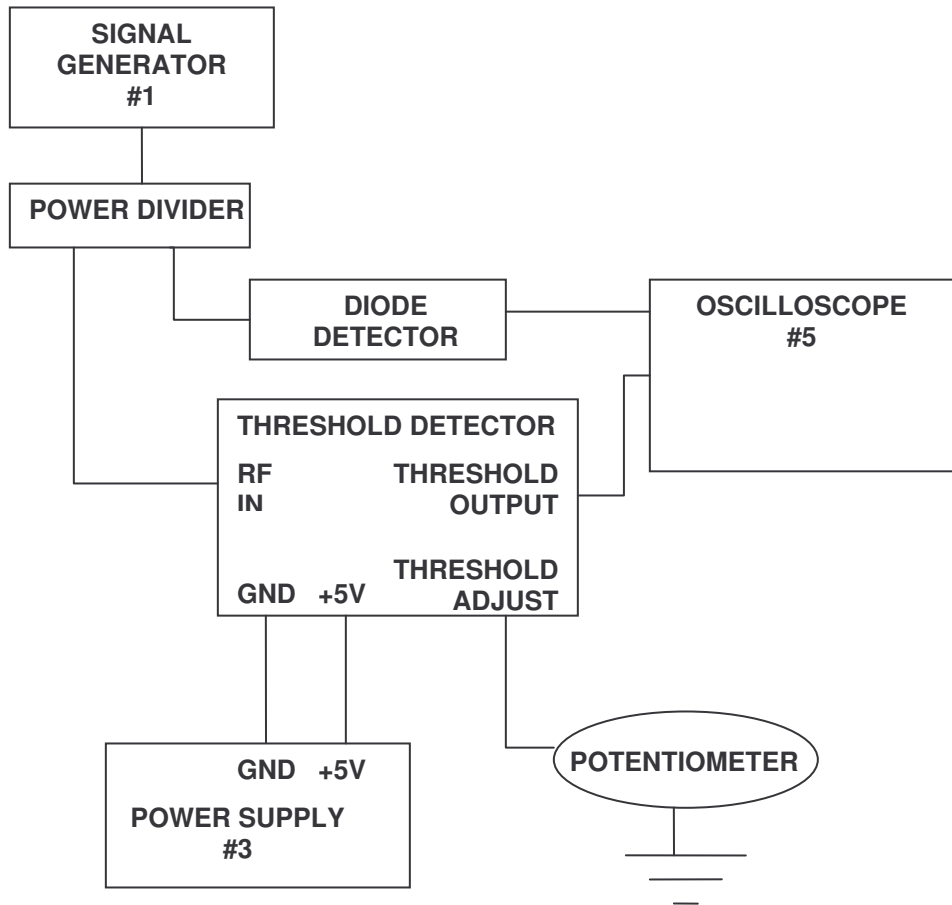 SIGNAL
GENERATOR
#1
POWER DIVIDER
DIODE
DETECTOR
OSCILLOSCOPE
#5
THRESHOLD DETECTOR
RF
IN
THRESHOLD
OUTPUT
THRESHOLD
ADJUST
GND +5V
GND +5V
POWER SUPPLY
#3
POTENTIOMETER